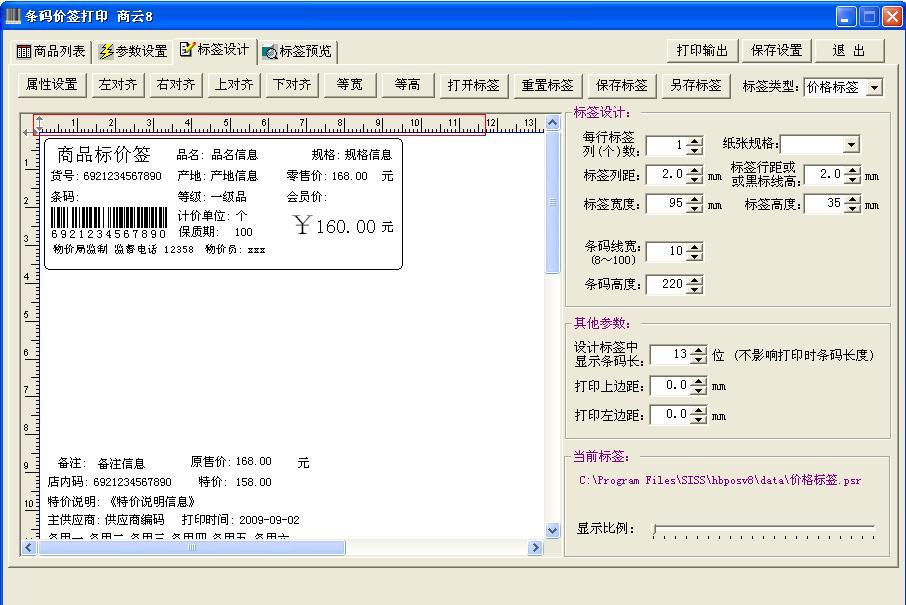 条码价签打印 商云8
商品列表 参数设置 标签设计 标签预览 打印输出 保存设置 退 出
属性设置 左对齐 右对齐 上对齐 下对齐 等宽 等高 打开标签 重置标签 保存标签 另存标签 标签类型: 价格标签
1 2 3 4 5 6 7 8 9 10 11 12 13
1
2
3
4
5
6
7
8
9
10
商品标价签 品名: 品名信息 规格: 规格信息
货号: 6921234567890 产地: 产地信息 零售价: 168.00 元
条码: 等级: 一级品 会员价:
计价单位: 个
6921234567890 保质期: 100 ￥160.00 元
物价局监制 监督电话 12358 物价员: xxx
备注: 备注信息 原售价: 168.00 元
店内码: 6921234567890 特价: 158.00
特价说明: 《特价说明信息》
主供应商: 供应商编码 打印时间: 2009-09-02
标签设计:
每行标签
列(个)数: 1 纸张规格:
标签列距: 2.0 mm 标签行距或
或黑标线高: 2.0 mm
标签宽度: 95 mm 标签高度: 35 mm
条码线宽:
(8～100) 10
条码高度: 220
其他参数:
设计标签中
显示条码长: 13 位 (不影响打印时条码长度)
打印上边距: 0.0 mm
打印左边距: 0.0 mm
当前标签:
C:\Program Files\SISS\hbposv8\data\价格标签.psr
显示比例: